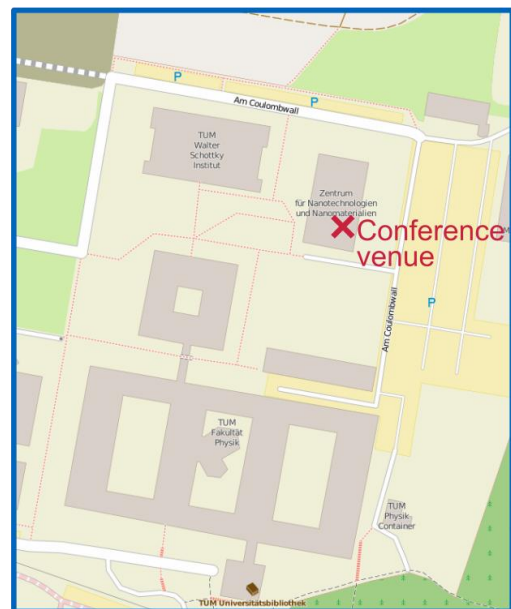 P
P
Am Coulombwall
TUM
Walter
Schottky
Institut
Zentrum
für Nanotechnologien
und Nanomaterialien
Conference
venue
P
Am Coulombwall
TUM
Fakultät
Physik
TUM
Physik
Container
TUM Universitätsbibliothek